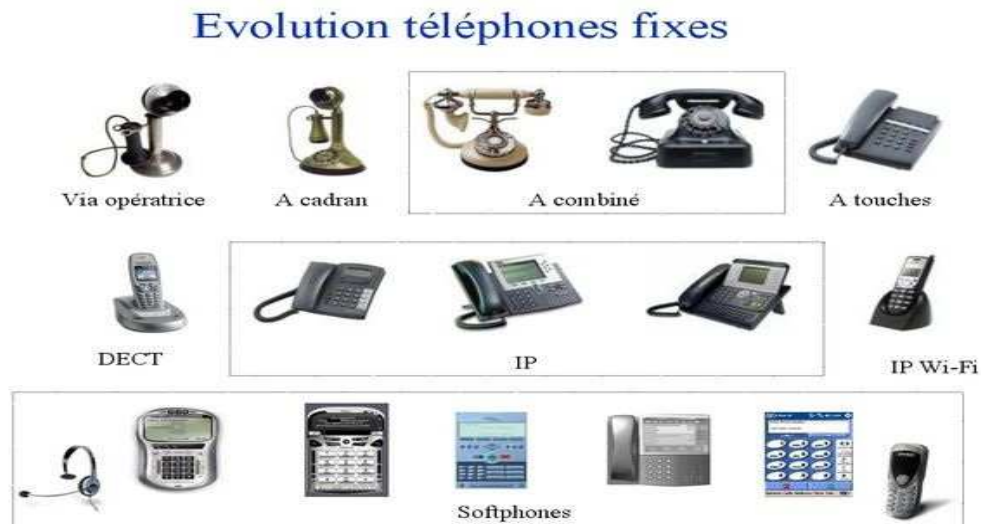 Evolution téléphones fixes
Via opératrice
A cadran
A combiné
A touches
DECT
IP
IP Wi-Fi
Softphones